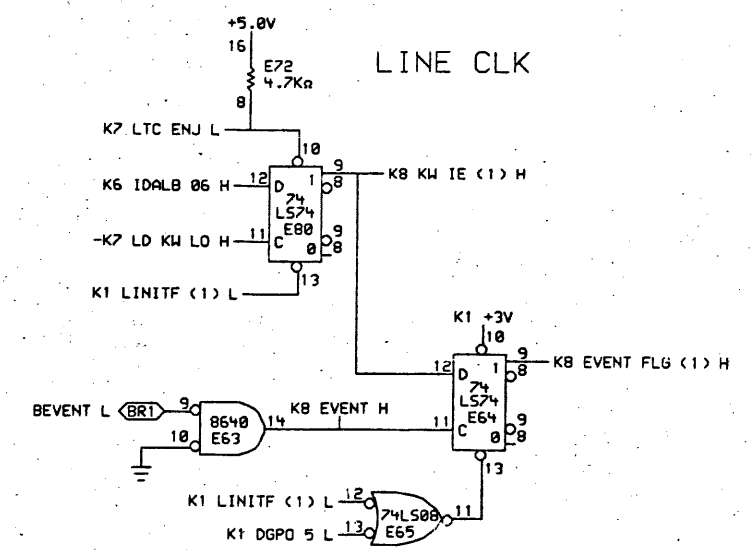 +5.0V
16
LINE CLK
E72
4.7KΩ
8
K7 LTC ENJ L
10
9
K8 KW IE (1) H
8
K6 IDALB 06 H
12
D
1
74
LS74
E80
-K7 LD KW LO H
11
C
9
0
8
13
K1 LINITF (1) L
K1 +3V
10
9
K8 EVENT FLG (1) H
8
12
D
1
74
LS74
E64
BEVENT L
BR1
9
K8 EVENT H
8640
E63
14
11
C
9
0
8
10
13
K1 LINITF (1) L
12
74LS08
E65
11
K1 DGPO 5 L
13